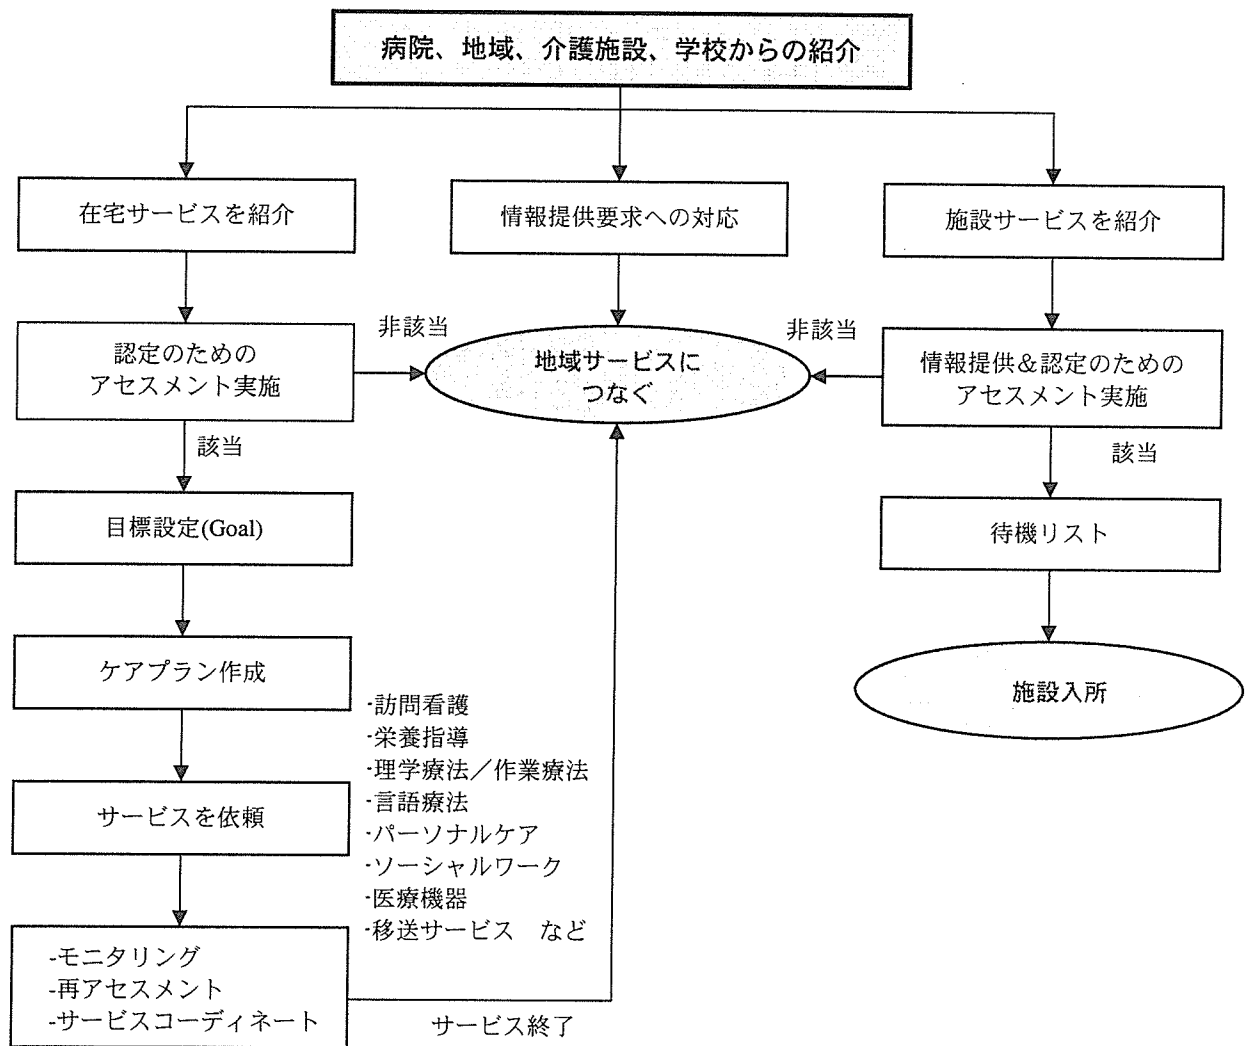 病院、地域、介護施設、学校からの紹介
在宅サービスを紹介
情報提供要求への対応
施設サービスを紹介
認定のための
アセスメント実施
非該当
地域サービスに
つなぐ
非該当
情報提供&認定のための
アセスメント実施
該当
該当
目標設定(Goal)
待機リスト
ケアプラン作成
施設入所
-訪問看護
-栄養指導
-理学療法／作業療法
-言語療法
-パーソナルケア
-ソーシャルワーク
-医療機器
-移送サービス　など
サービスを依頼
-モニタリング
-再アセスメント
-サービスコーディネート
サービス終了